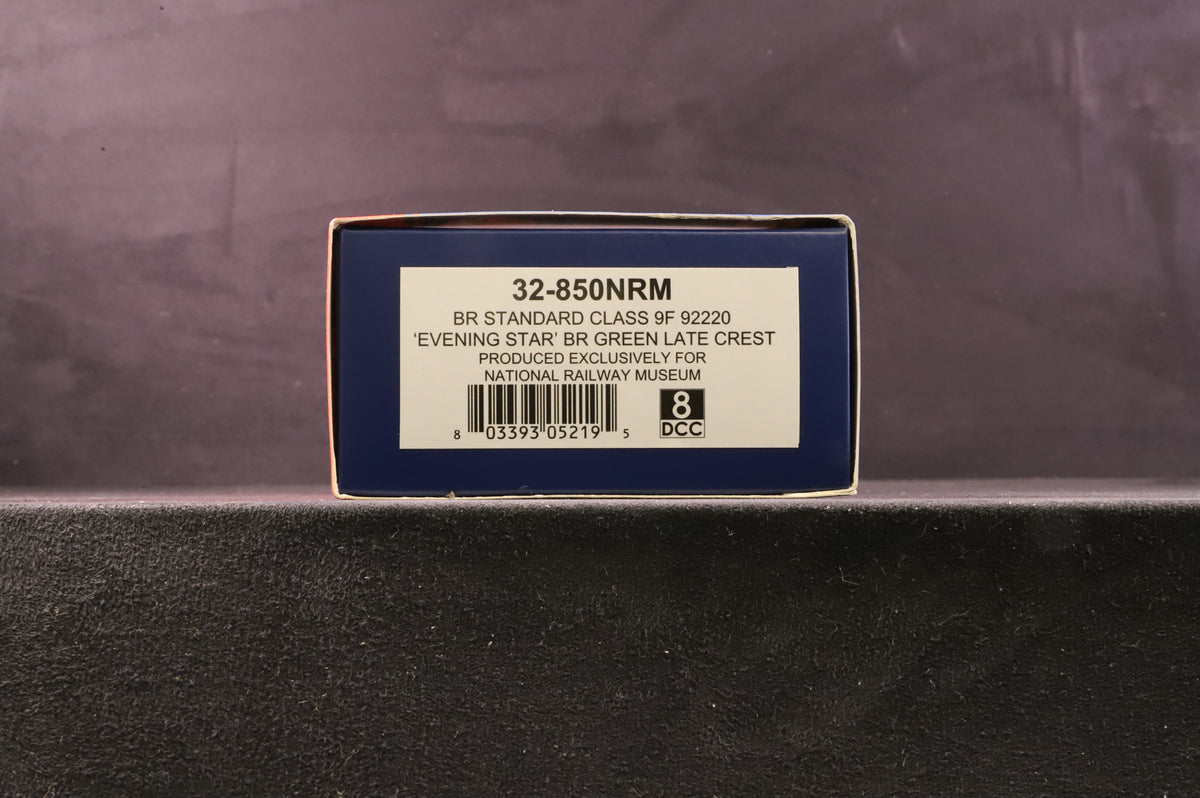 32-850NRM
BR STANDARD CLASS 9F 92220
‘EVENING STAR’ BR GREEN LATE CREST
PRODUCED EXCLUSIVELY FOR
NATIONAL RAILWAY MUSEUM
8 03393 05219 5
8
DCC